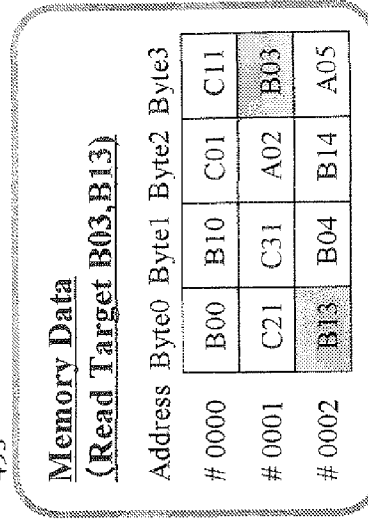 Memory Data
(Read Target B03,B13)
Address Byte0 Byte1 Byte2 Byte3
# 0000 B00 B10 C01 C11
# 0001 C21 C31 A02 B03
# 0002 B13 B04 B14 A05